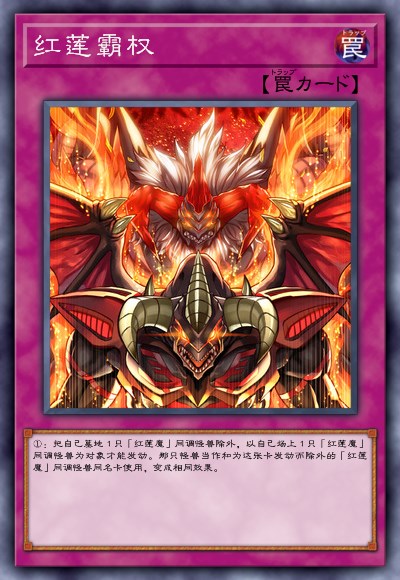 红莲霸权
トラップ
罠
トラップ
【罠カード】
①：把自己墓地1只「红莲魔」同调怪兽除外，以自己场上1只「红莲魔」
同调怪兽为对象才能发动。那只怪兽当作和为这张卡发动而除外的「红莲
魔」同调怪兽同名卡使用，变成相同效果。